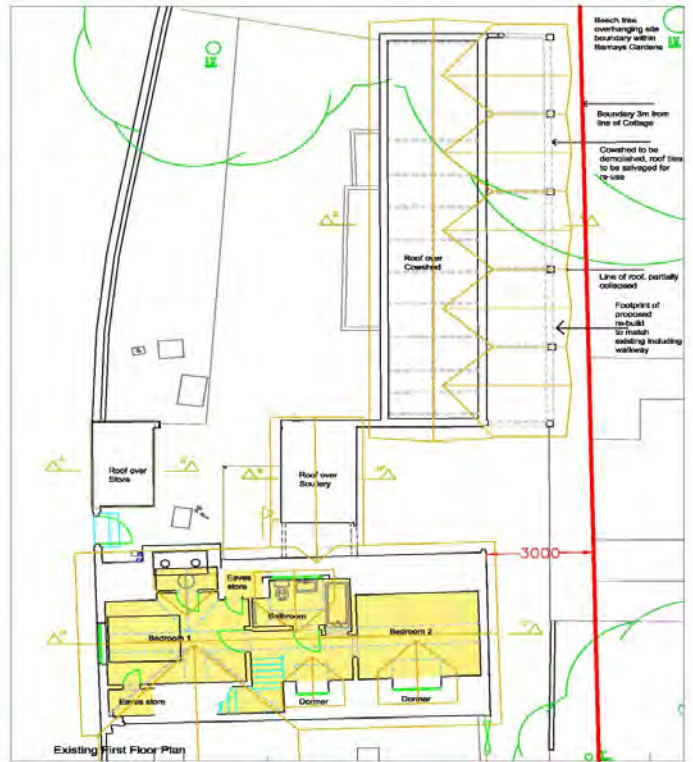 Beech tree
overhanging site
boundary within
Barnays Gardens
Boundary 3m from
line of Cottage
Cowshed to be
demolished, roof tiles
to be salvaged for
re-use
Roof over
Cowshed
Line of roof, partially
collapsed
Footprint of
proposed
re-build
to match
existing including
walkway
Roof over
Store
Roof over
Scullery
3000
Eaves
store
Bathroom
Bedroom 1
Bedroom 2
Eaves store
Dormer
Dormer
Existing First Floor Plan